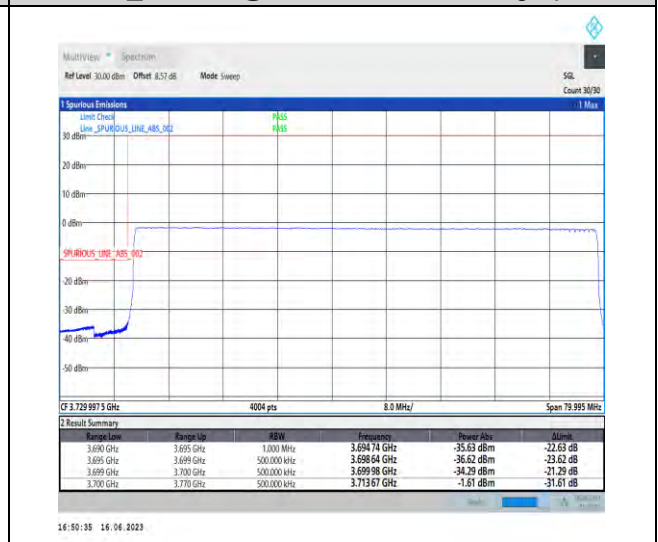 MultiView Spectrum
Ref Level 30.00 dBm Offset 8.57 dB Mode Sweep SGL
Count 30/30
1 Spurious Emissions 1 Max
Limit Check PASS
Line _SPURIOUS_LINE_ABS_002 PASS
30 dBm
20 dBm
10 dBm
0 dBm
_SPURIOUS_LINE_ABS_002
-20 dBm
-30 dBm
-40 dBm
-50 dBm
CF 3.729 997 5 GHz 4004 pts 8.0 MHz/ Span 79.995 MHz
2 Result Summary
Range Low Range Up RBW Frequency Power Abs ΔLimit
3.690 GHz 3.695 GHz 1.000 MHz 3.694 74 GHz -35.63 dBm -22.63 dB
3.695 GHz 3.699 GHz 500.000 kHz 3.698 64 GHz -36.62 dBm -23.62 dB
3.699 GHz 3.700 GHz 500.000 kHz 3.699 98 GHz -34.29 dBm -21.29 dB
3.700 GHz 3.770 GHz 500.000 kHz 3.713 67 GHz -1.61 dBm -31.61 dB
16:50:35 16.06.2023